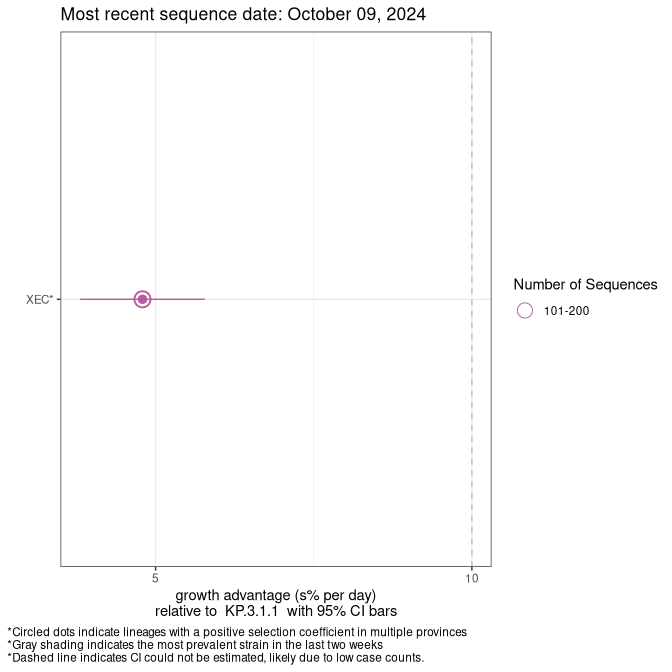 Most recent sequence date: October 09, 2024
XEC*
Number of Sequences
101-200
5
10
growth advantage (s% per day)
relative to  KP.3.1.1  with 95% CI bars
*Circled dots indicate lineages with a positive selection coefficient in multiple provinces
*Gray shading indicates the most prevalent strain in the last two weeks
*Dashed line indicates CI could not be estimated, likely due to low case counts.